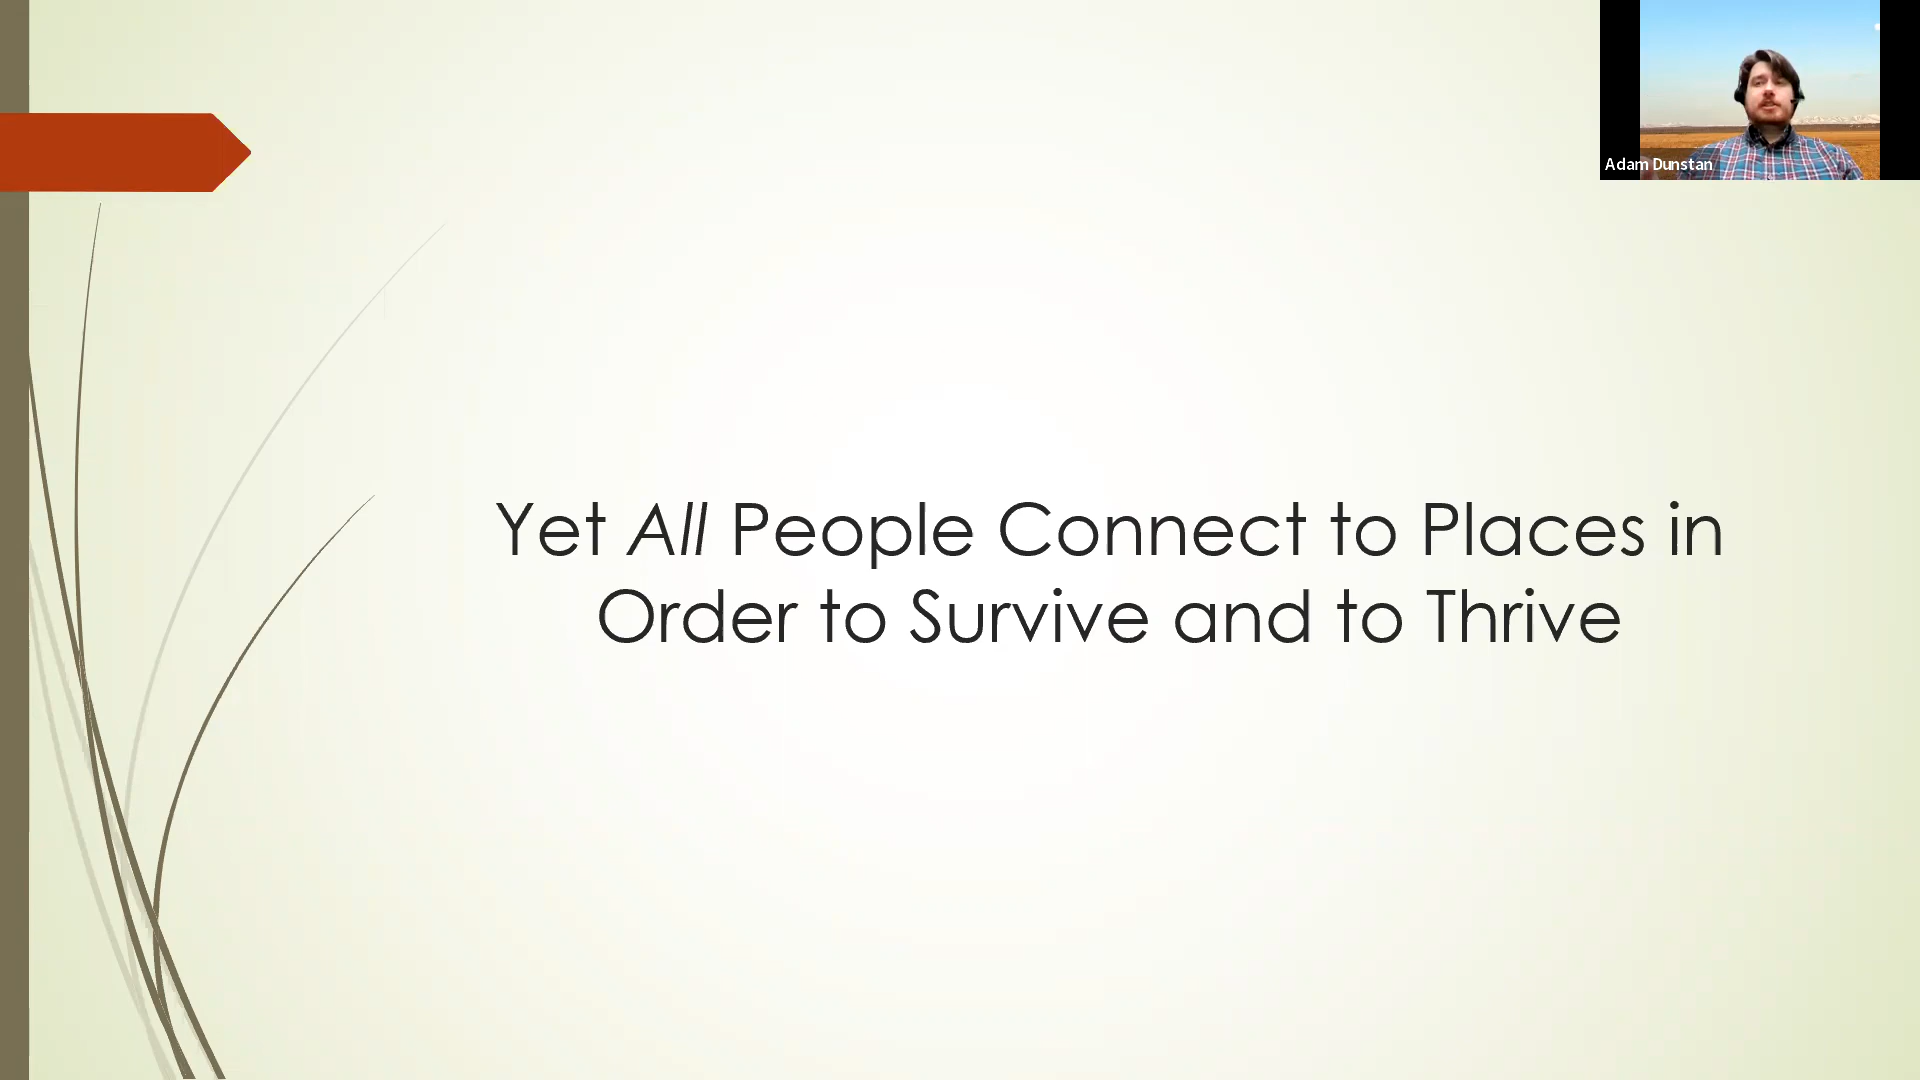 Adam Dunstan
Yet All People Connect to Places in
Order to Survive and to Thrive